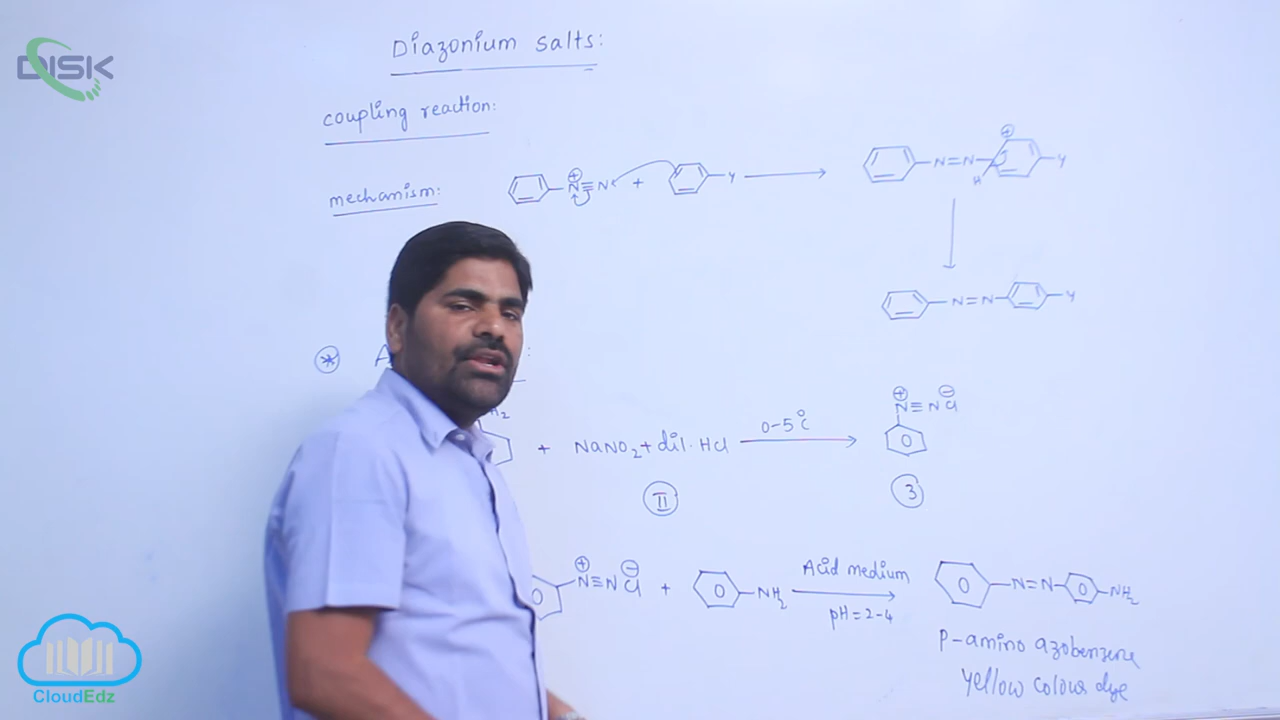 DISK
Diazonium salts:
coupling reaction:
mechanism:
N≡N + Y
N=N Y H
N=N Y
*
+ NaNO2 + dil. HCl 0-5°C N≡N Cl
II 3
N≡N Cl + NH2 Acid medium pH = 2-4 N=N NH2
P-amino azobenzene
Yellow colour dye
CloudEdz